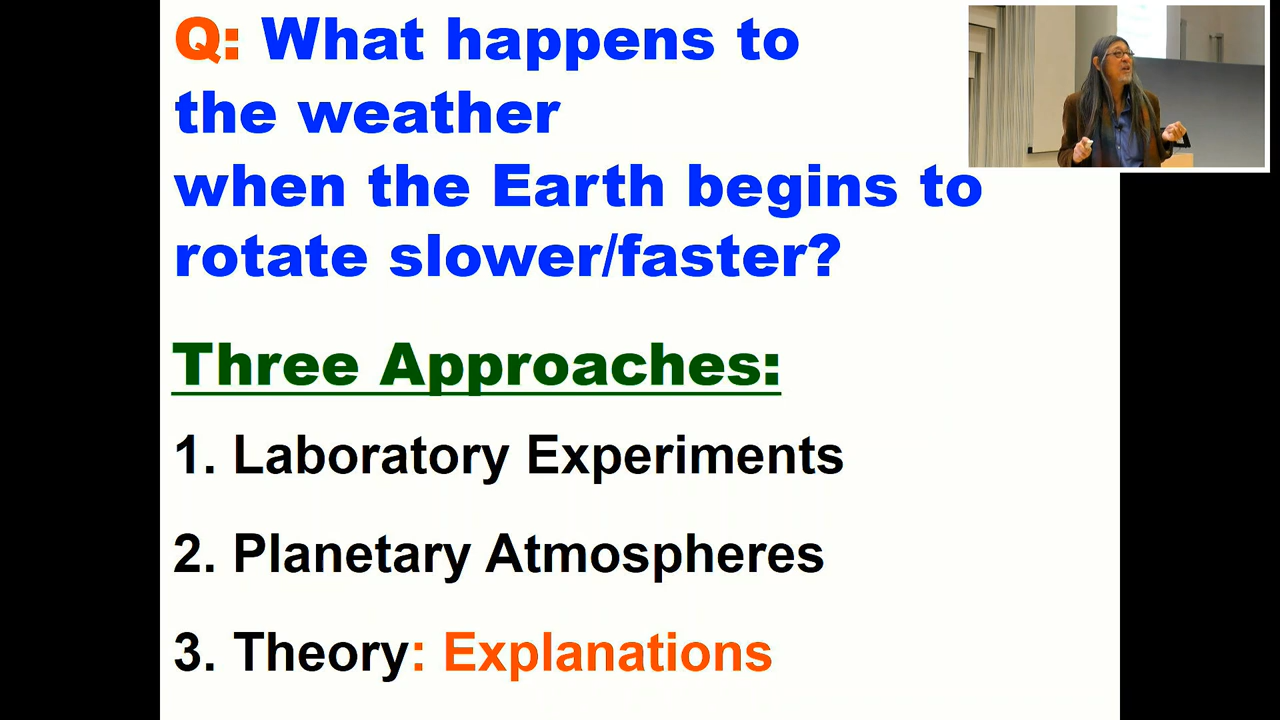 Q: What happens to
the weather
when the Earth begins to
rotate slower/faster?
Three Approaches:
1. Laboratory Experiments
2. Planetary Atmospheres
3. Theory: Explanations